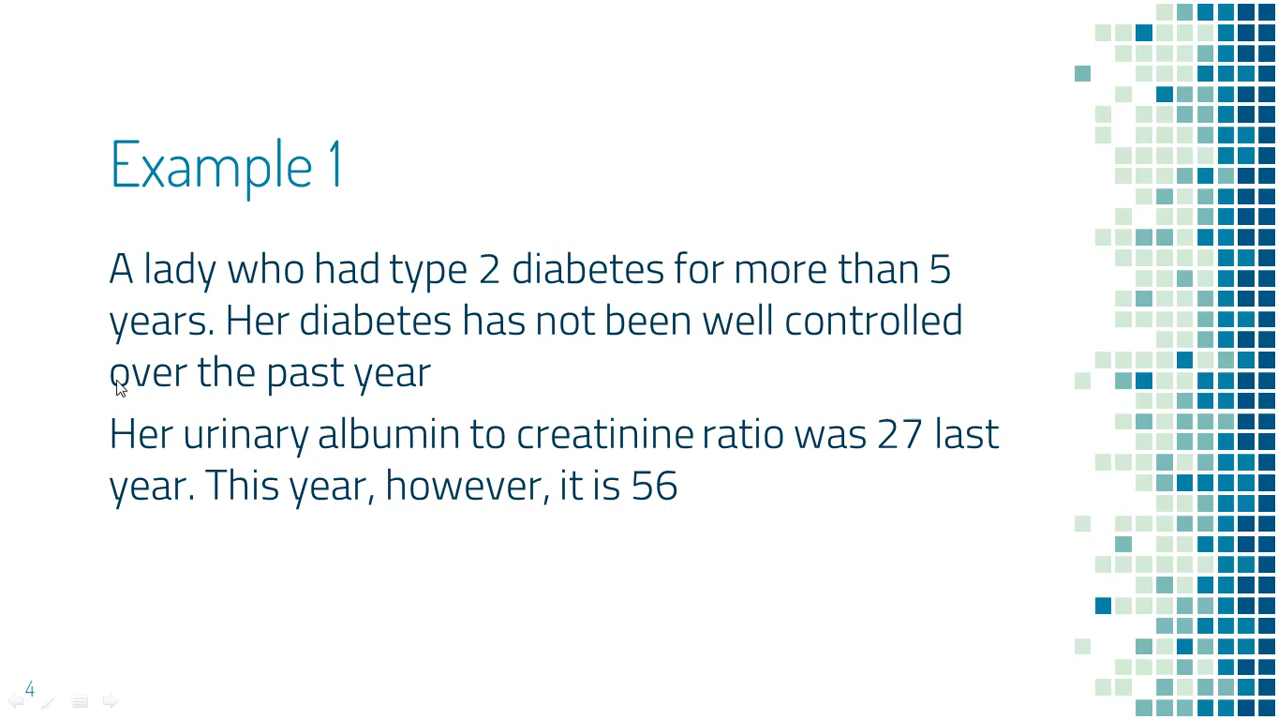 Example 1
A lady who had type 2 diabetes for more than 5
years. Her diabetes has not been well controlled
over the past year
Her urinary albumin to creatinine ratio was 27 last
year. This year, however, it is 56
4